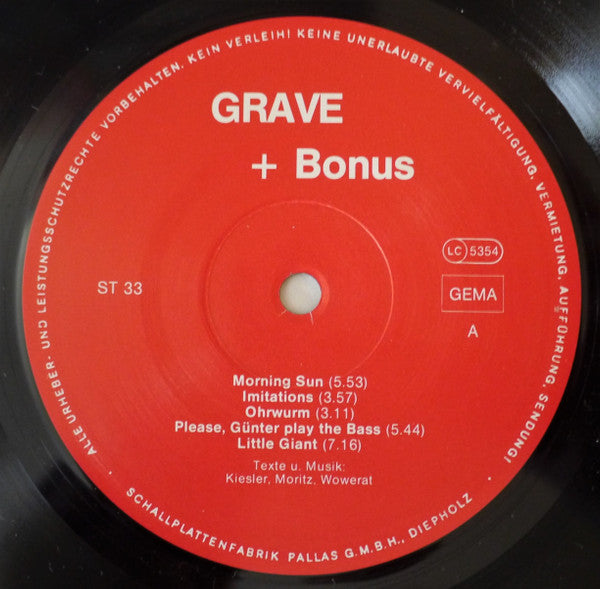 ALLE URHEBER- UND LEISTUNGSSCHUTZRECHTE VORBEHALTEN. KEIN VERLEIH! KEINE UNERLAUBTE VERVIELFÄLTIGUNG, VERMIETUNG, AUFFÜHRUNG, SENDUNG!
GRAVE
+ Bonus
ST 33
LC 5354
GEMA
A
Morning Sun (5.53)
Imitations (3.57)
Ohrwurm (3.11)
Please, Günter play the Bass (5.44)
Little Giant (7.16)
Texte u. Musik:
Kiesler, Moritz, Wowerat
SCHALLPLATTENFABRIK PALLAS G.M.B.H., DIEPHOLZ